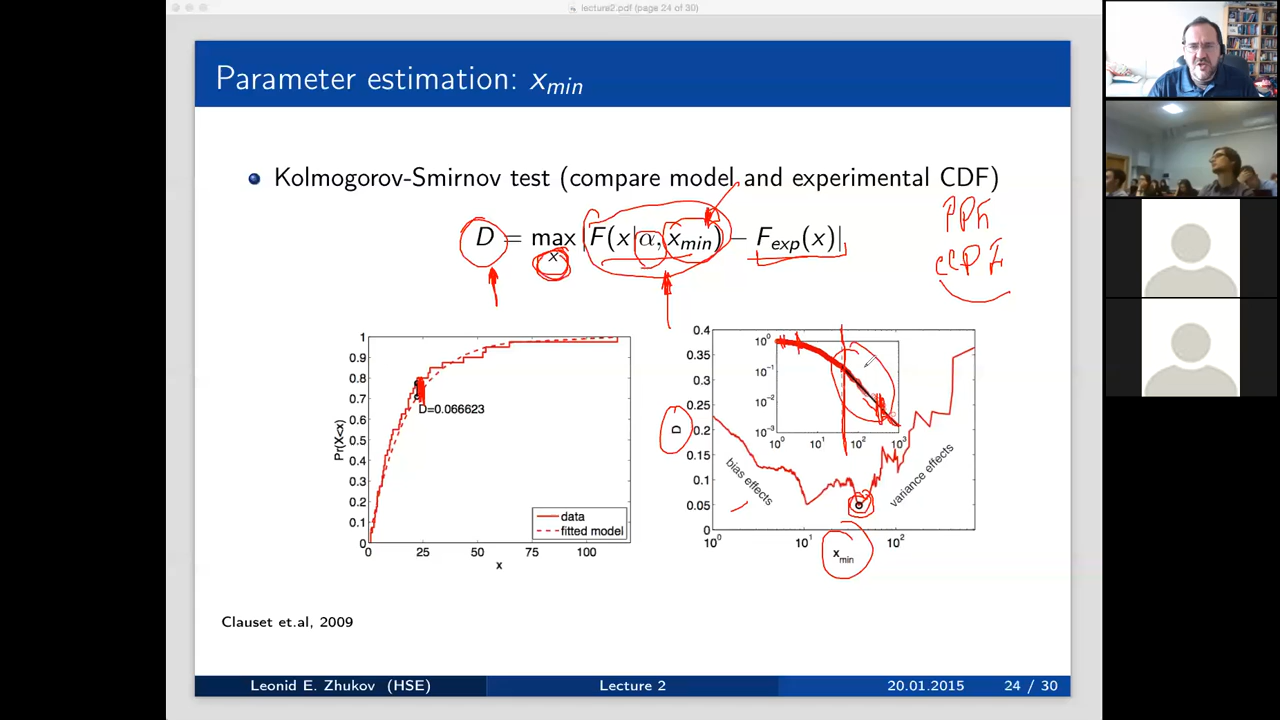 lecture2.pdf (page 24 of 30)
Parameter estimation: x_min
Kolmogorov-Smirnov test (compare model and experimental CDF)
D = max_x |F(x|α, x_min) − F_exp(x)|
1
0.9
0.8
0.7
0.6
0.5
0.4
0.3
0.2
0.1
0
Pr(X<x)
D=0.066623
data
fitted model
0 25 50 75 100
x
0.4
0.35
0.3
0.25
0.2
0.15
0.1
0.05
0
D
10^0
10^-1
10^-2
10^-3
10^0 10^1 10^2 10^3
bias effects
variance effects
10^0 10^1 10^2
x_min
Clauset et.al, 2009
Leonid E. Zhukov (HSE) Lecture 2 20.01.2015 24 / 30